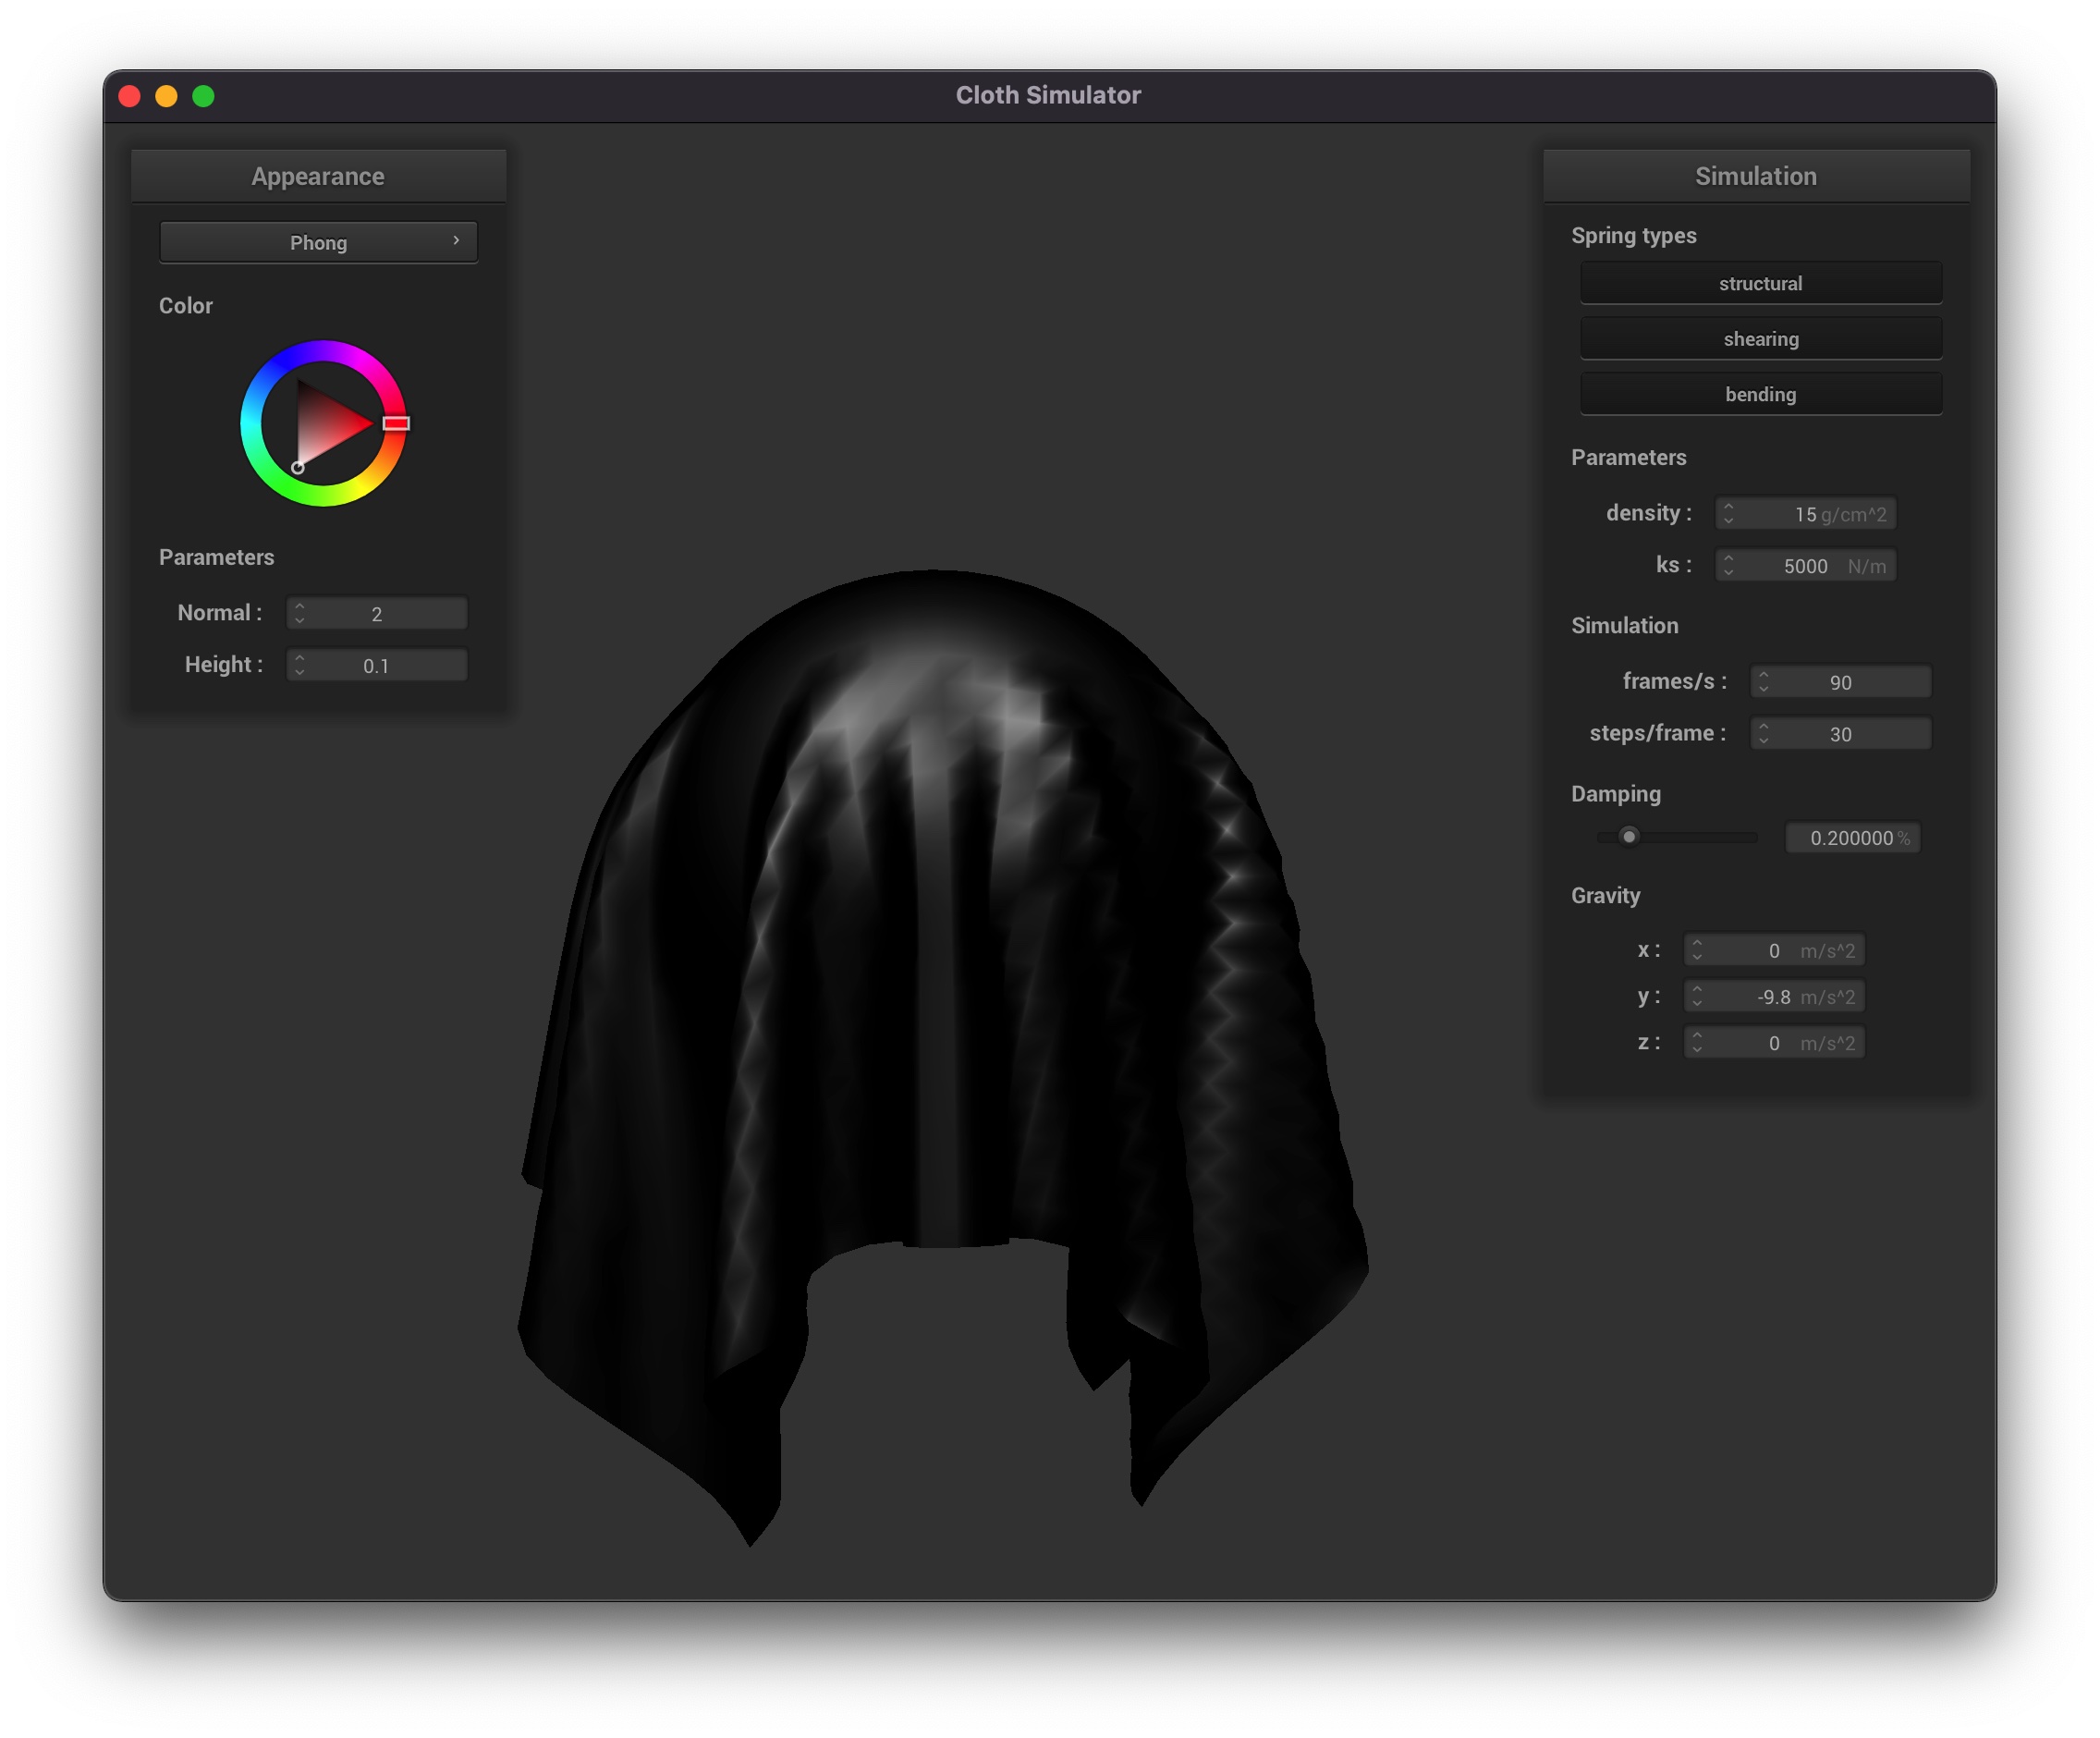 Cloth Simulator
Appearance
Phong ›
Color
Parameters
Normal : 2
Height : 0.1
Simulation
Spring types
structural
shearing
bending
Parameters
density : 15 g/cm^2
ks : 5000 N/m
Simulation
frames/s : 90
steps/frame : 30
Damping
0.200000 %
Gravity
x : 0 m/s^2
y : -9.8 m/s^2
z : 0 m/s^2